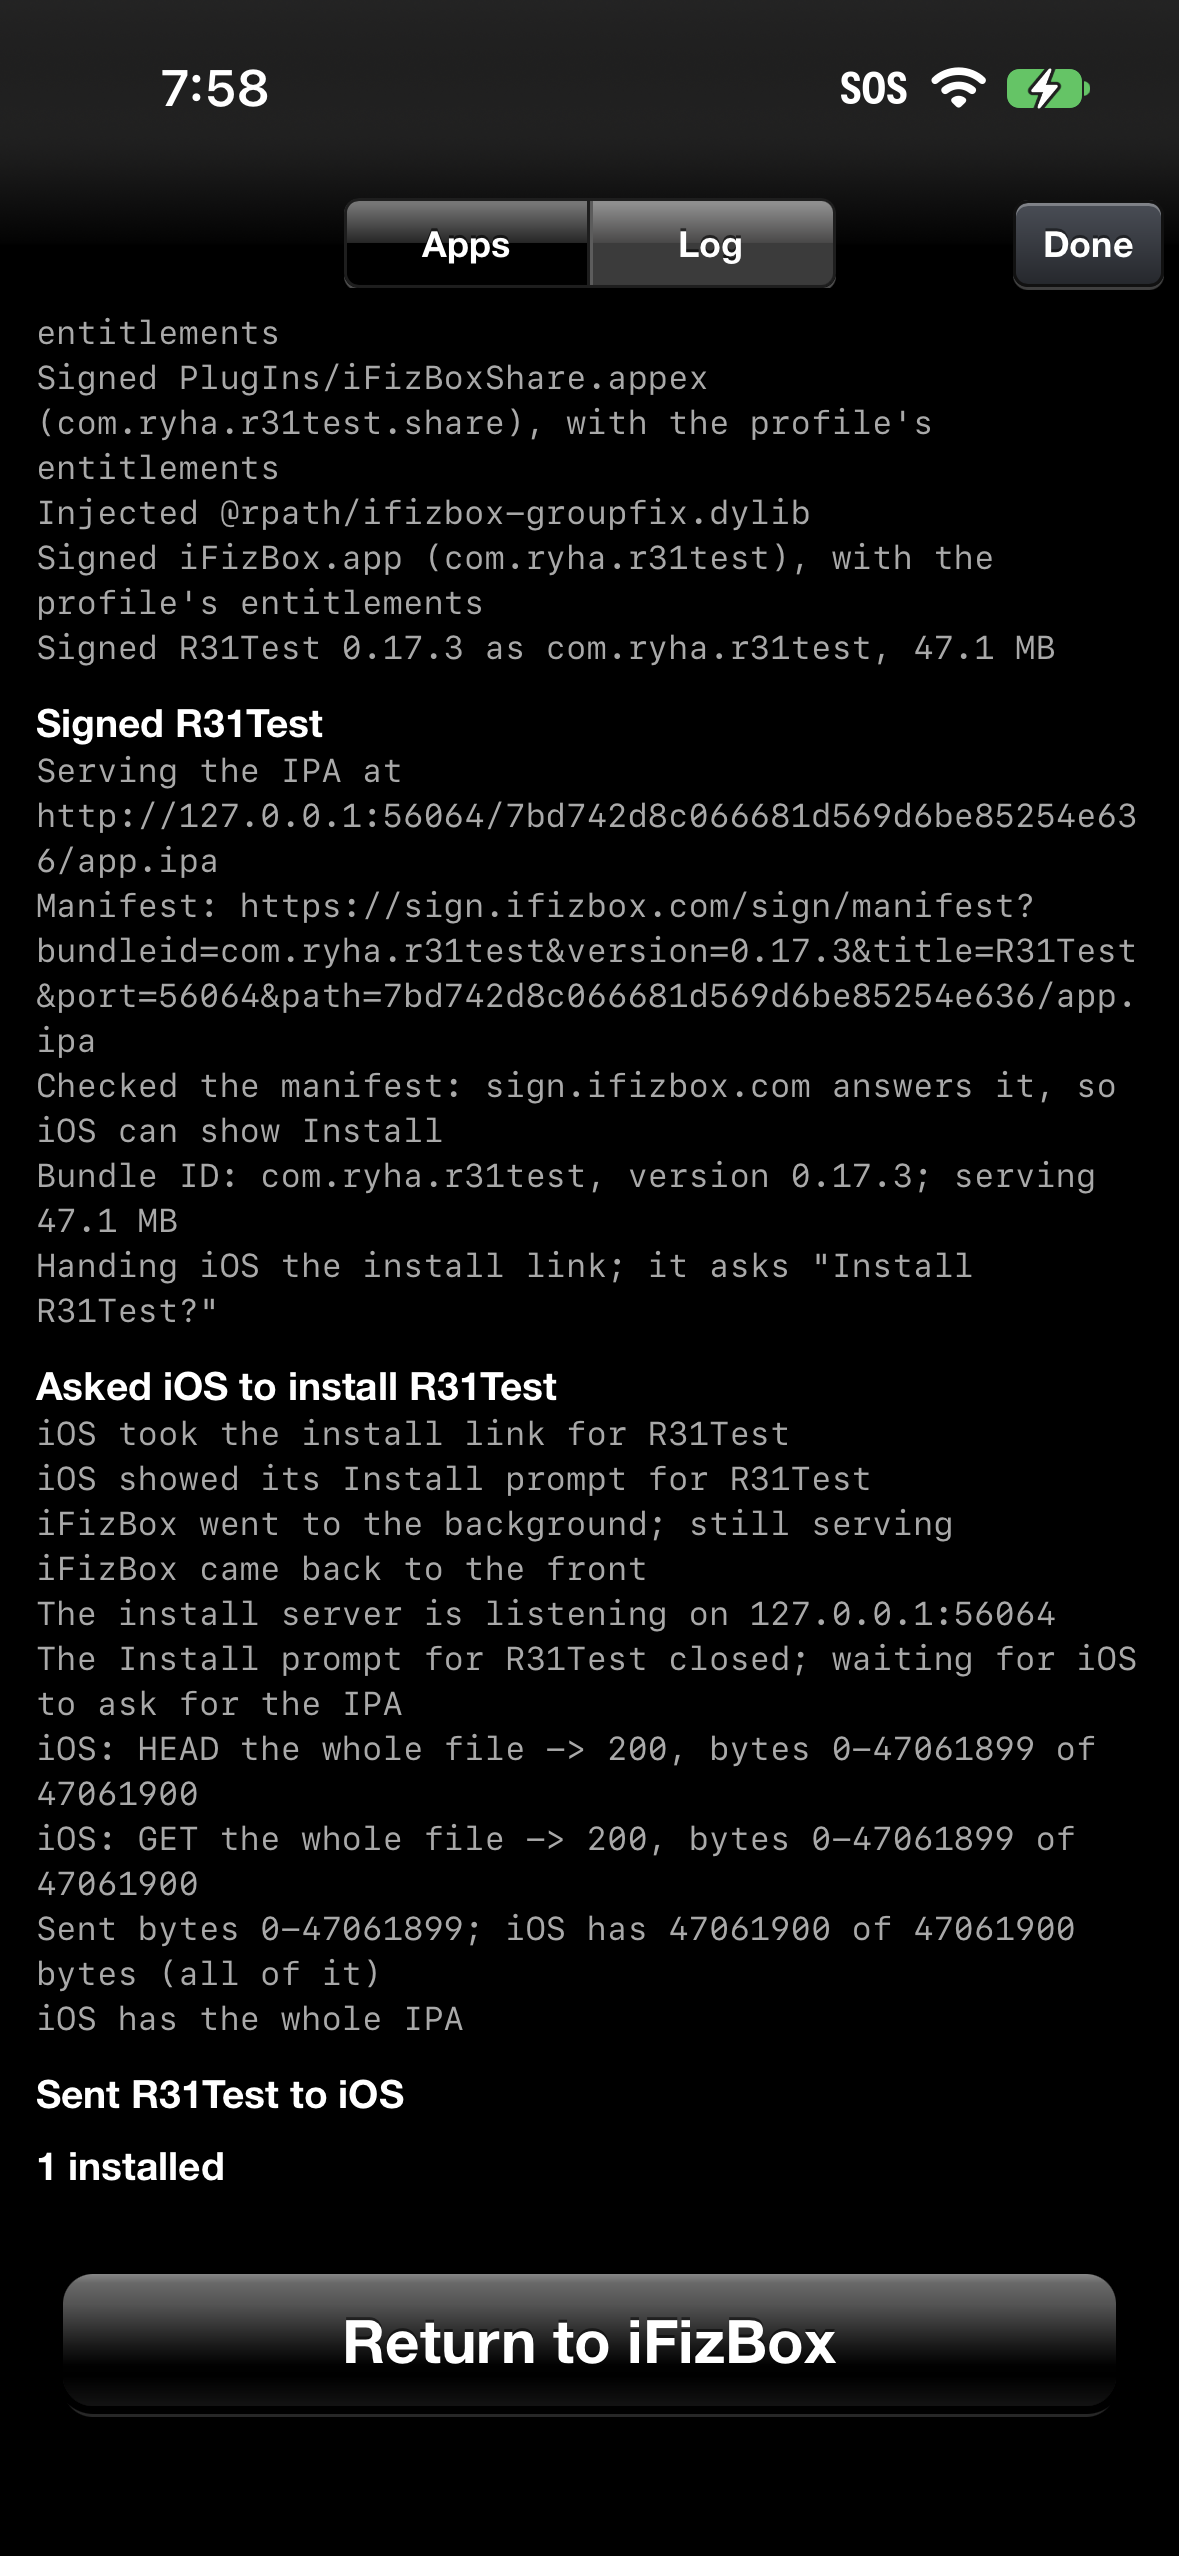 7:58
SOS
Apps
Log
Done
entitlements
Signed PlugIns/iFizBoxShare.appex
(com.ryha.r31test.share), with the profile's
entitlements
Injected @rpath/ifizbox-groupfix.dylib
Signed iFizBox.app (com.ryha.r31test), with the
profile's entitlements
Signed R31Test 0.17.3 as com.ryha.r31test, 47.1 MB
Signed R31Test
Serving the IPA at
http://127.0.0.1:56064/7bd742d8c066681d569d6be85254e63
6/app.ipa
Manifest: https://sign.ifizbox.com/sign/manifest?
bundleid=com.ryha.r31test&version=0.17.3&title=R31Test
&port=56064&path=7bd742d8c066681d569d6be85254e636/app.
ipa
Checked the manifest: sign.ifizbox.com answers it, so
iOS can show Install
Bundle ID: com.ryha.r31test, version 0.17.3; serving
47.1 MB
Handing iOS the install link; it asks "Install
R31Test?"
Asked iOS to install R31Test
iOS took the install link for R31Test
iOS showed its Install prompt for R31Test
iFizBox went to the background; still serving
iFizBox came back to the front
The install server is listening on 127.0.0.1:56064
The Install prompt for R31Test closed; waiting for iOS
to ask for the IPA
iOS: HEAD the whole file —> 200, bytes 0–47061899 of
47061900
iOS: GET the whole file —> 200, bytes 0–47061899 of
47061900
Sent bytes 0–47061899; iOS has 47061900 of 47061900
bytes (all of it)
iOS has the whole IPA
Sent R31Test to iOS
1 installed
Return to iFizBox